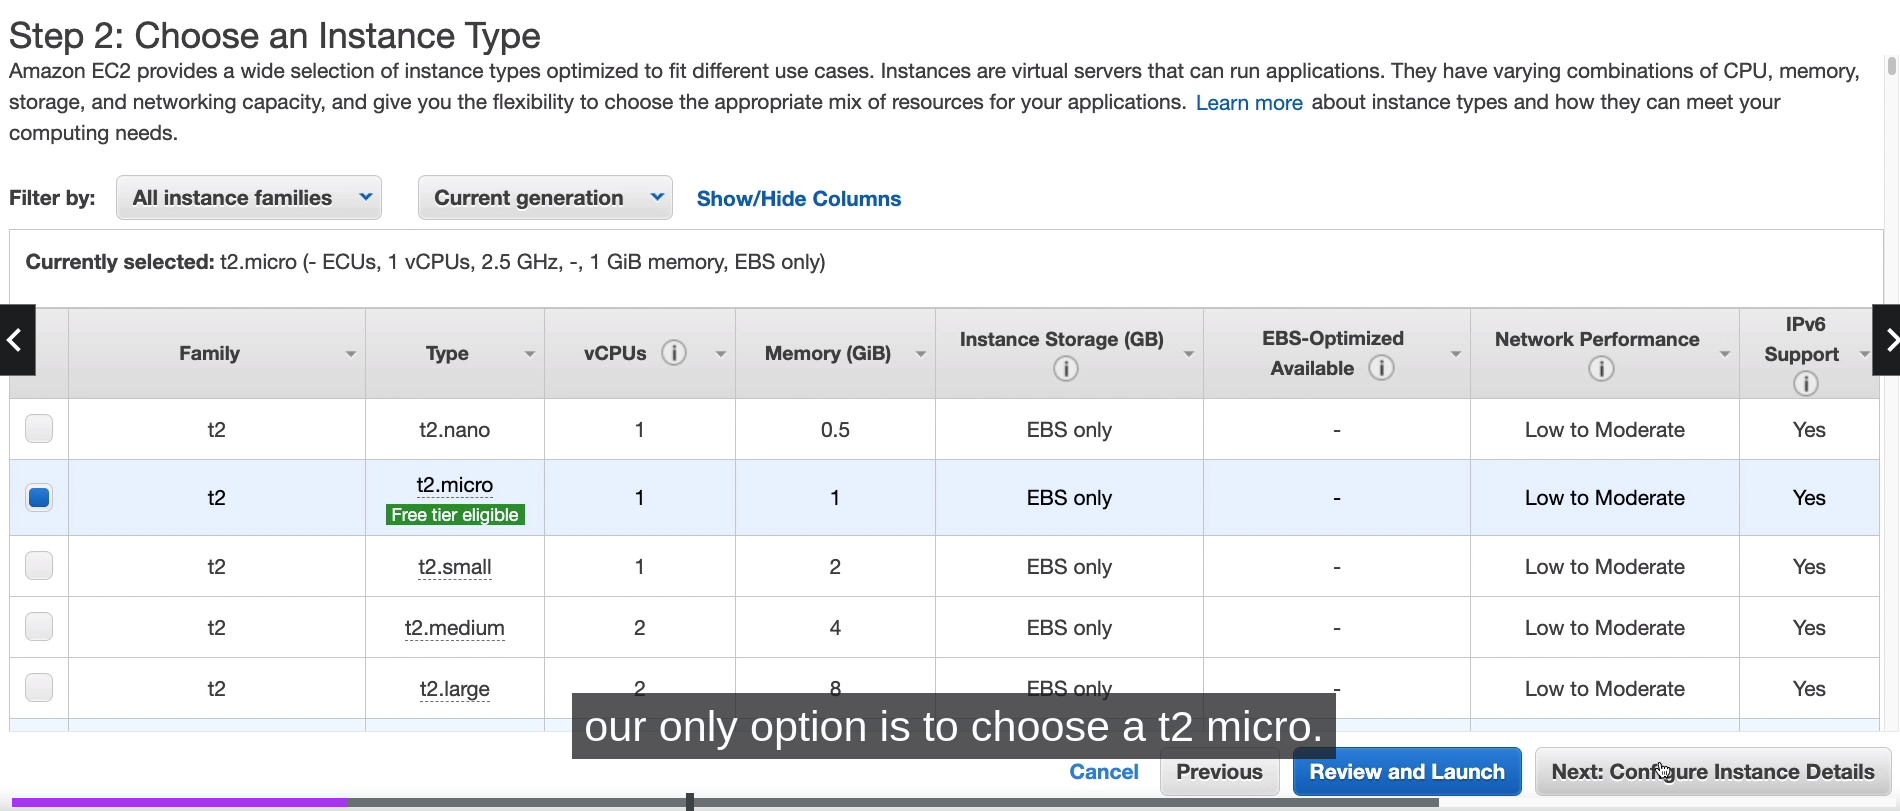 Step 2: Choose an Instance Type
Amazon EC2 provides a wide selection of instance types optimized to fit different use cases. Instances are virtual servers that can run applications. They have varying combinations of CPU, memory,
storage, and networking capacity, and give you the flexibility to choose the appropriate mix of resources for your applications. Learn more about instance types and how they can meet your
computing needs.
Filter by: All instance families Current generation Show/Hide Columns
Currently selected: t2.micro (- ECUs, 1 vCPUs, 2.5 GHz, -, 1 GiB memory, EBS only)
Family Type vCPUs Memory (GiB) Instance Storage (GB) EBS-Optimized Available Network Performance IPv6 Support
t2 t2.nano 1 0.5 EBS only - Low to Moderate Yes
t2 t2.micro 1 1 EBS only - Low to Moderate Yes
Free tier eligible
t2 t2.small 1 2 EBS only - Low to Moderate Yes
t2 t2.medium 2 4 EBS only - Low to Moderate Yes
t2 t2.large 2 8 EBS only - Low to Moderate Yes
our only option is to choose a t2 micro.
Cancel Previous Review and Launch Next: Configure Instance Details